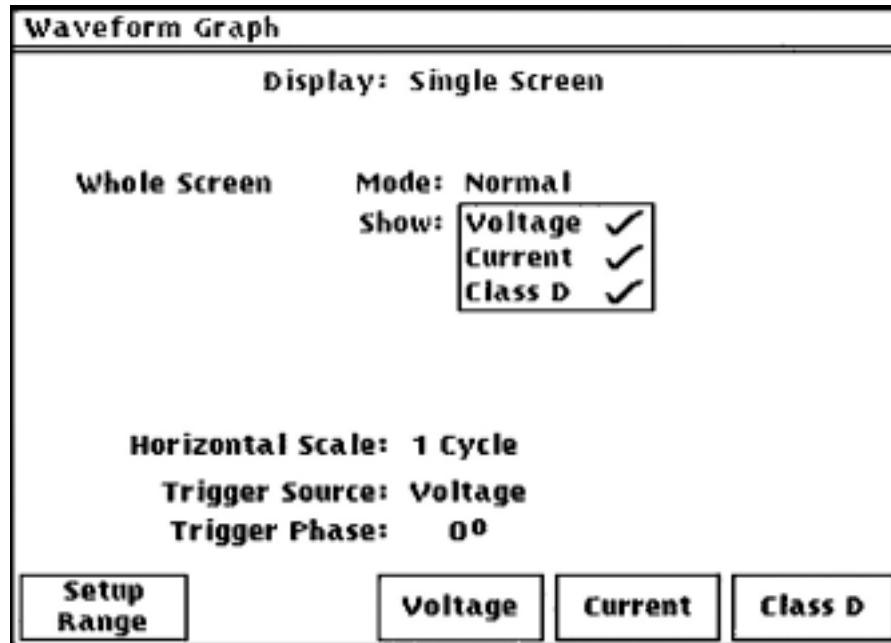 Waveform Graph
Display: Single Screen
Whole Screen Mode: Normal
Show: Voltage ✓
Current ✓
Class D ✓
Horizontal Scale: 1 Cycle
Trigger Source: Voltage
Trigger Phase: 0º
Setup Range
Voltage
Current
Class D